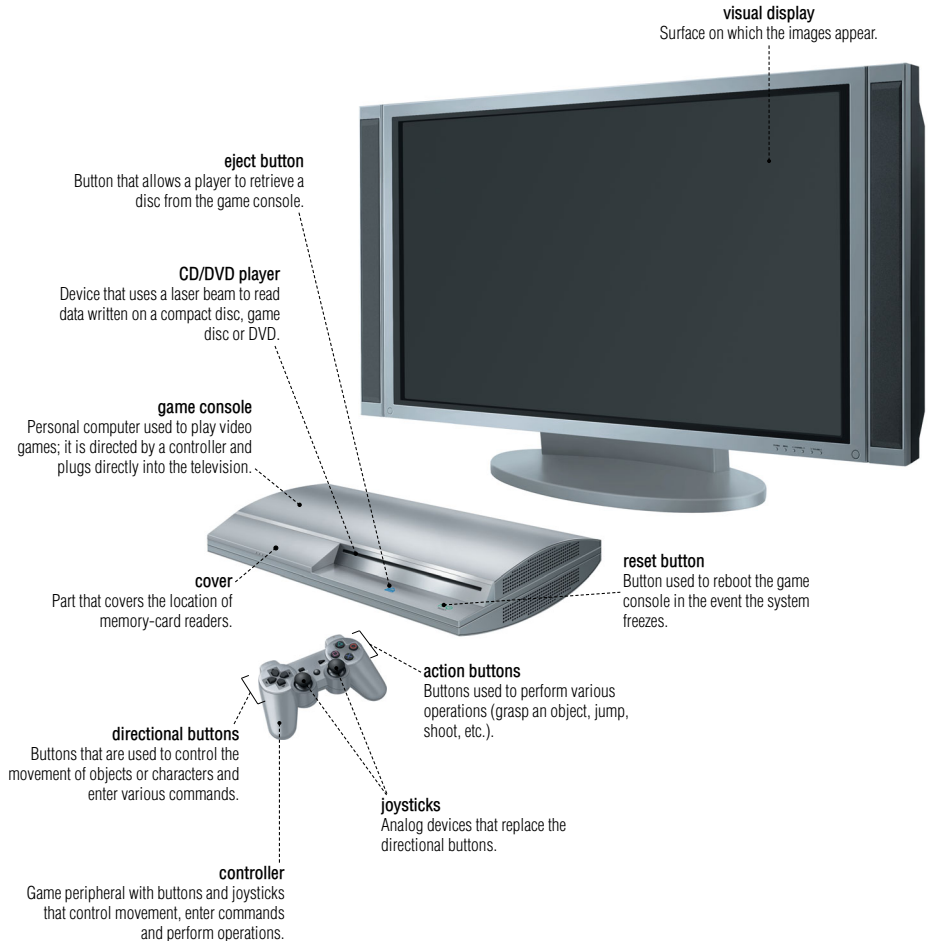 visual display
Surface on which the images appear.
eject button
Button that allows a player to retrieve a
disc from the game console.
CD/DVD player
Device that uses a laser beam to read
data written on a compact disc, game
disc or DVD.
game console
Personal computer used to play video
games; it is directed by a controller and
plugs directly into the television.
cover
Part that covers the location of
memory-card readers.
reset button
Button used to reboot the game
console in the event the system
freezes.
action buttons
Buttons used to perform various
operations (grasp an object, jump,
shoot, etc.).
directional buttons
Buttons that are used to control the
movement of objects or characters and
enter various commands.
joysticks
Analog devices that replace the
directional buttons.
controller
Game peripheral with buttons and joysticks
that control movement, enter commands
and perform operations.